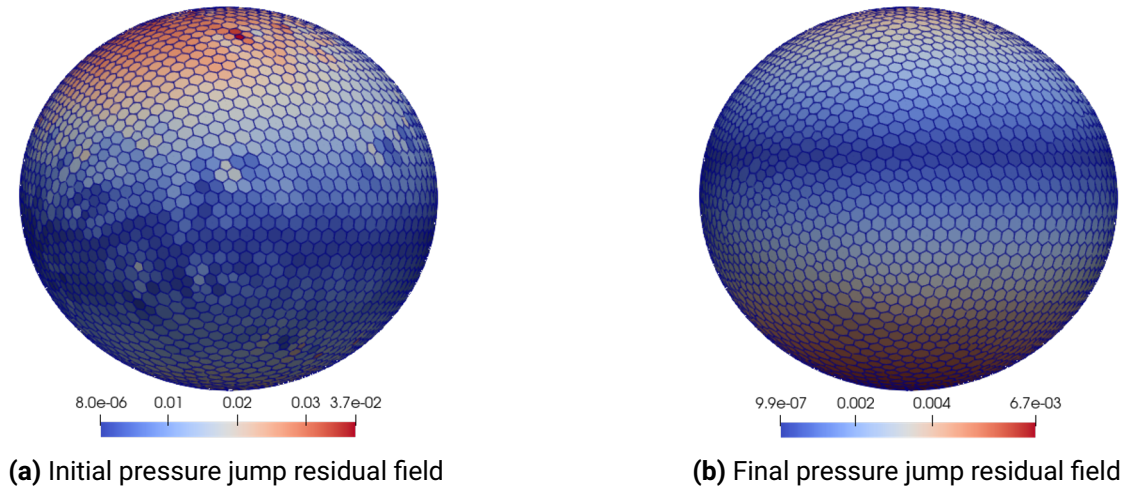 8.0e-06 0.01 0.02 0.03 3.7e-02
9.9e-07 0.002 0.004 6.7e-03
(a) Initial pressure jump residual field
(b) Final pressure jump residual field